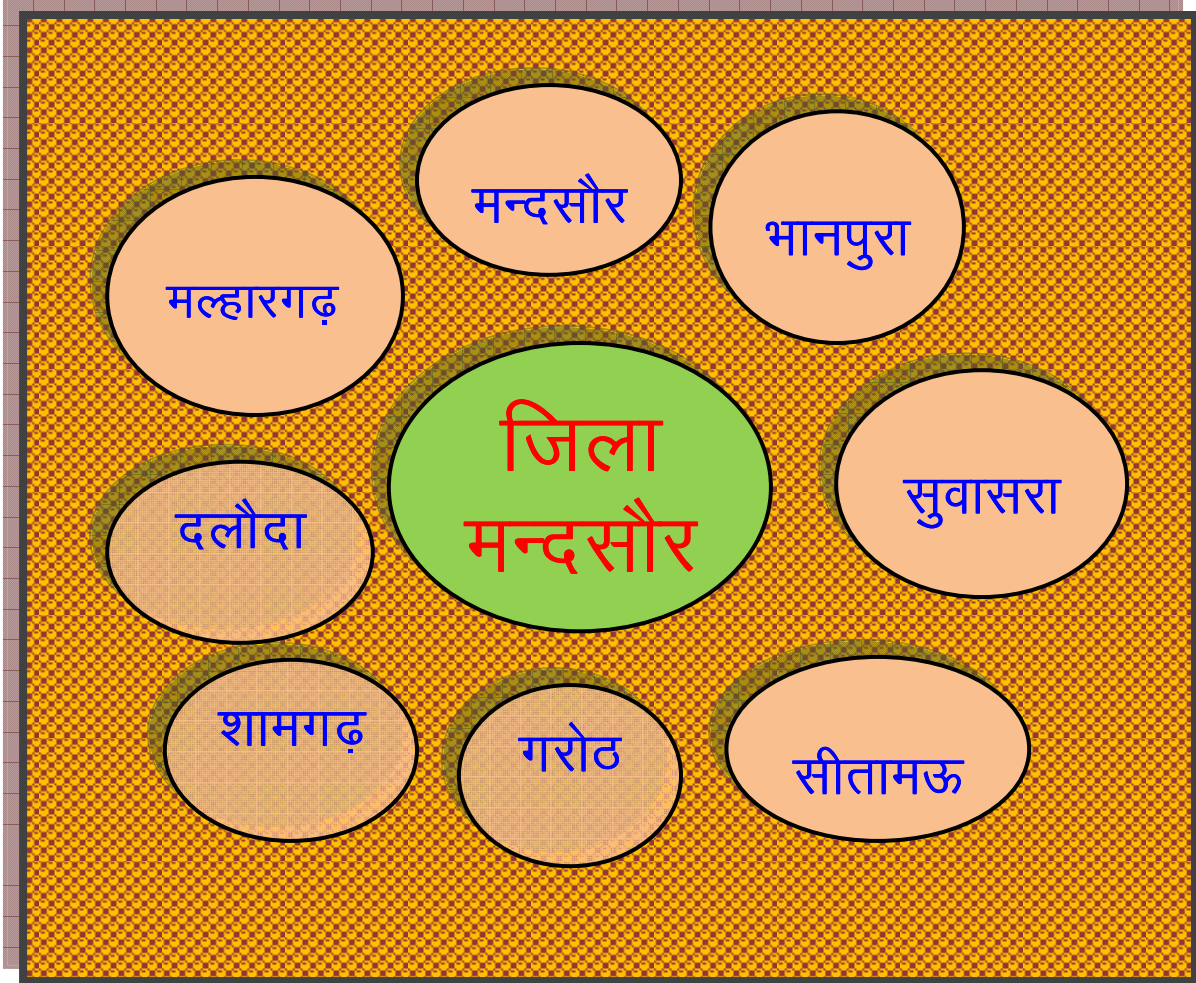 मन्दसौर
भानपुरा
मल्हारगढ़
जिला
मन्दसौर
सुवासरा
दलौदा
शामगढ़
गरोठ
सीतामऊ